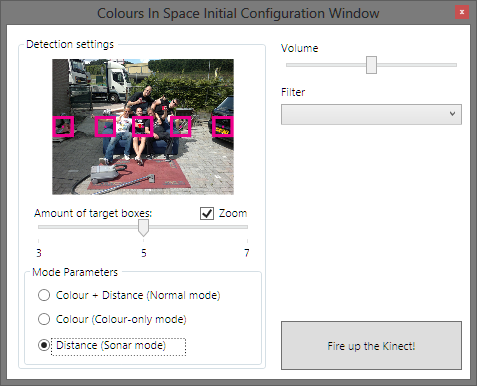 Colours In Space Initial Configuration Window
x
Detection settings
Amount of target boxes:
Zoom
3 5 7
Mode Parameters
Colour + Distance (Normal mode)
Colour (Colour-only mode)
Distance (Sonar mode)
Volume
Filter
Fire up the Kinect!